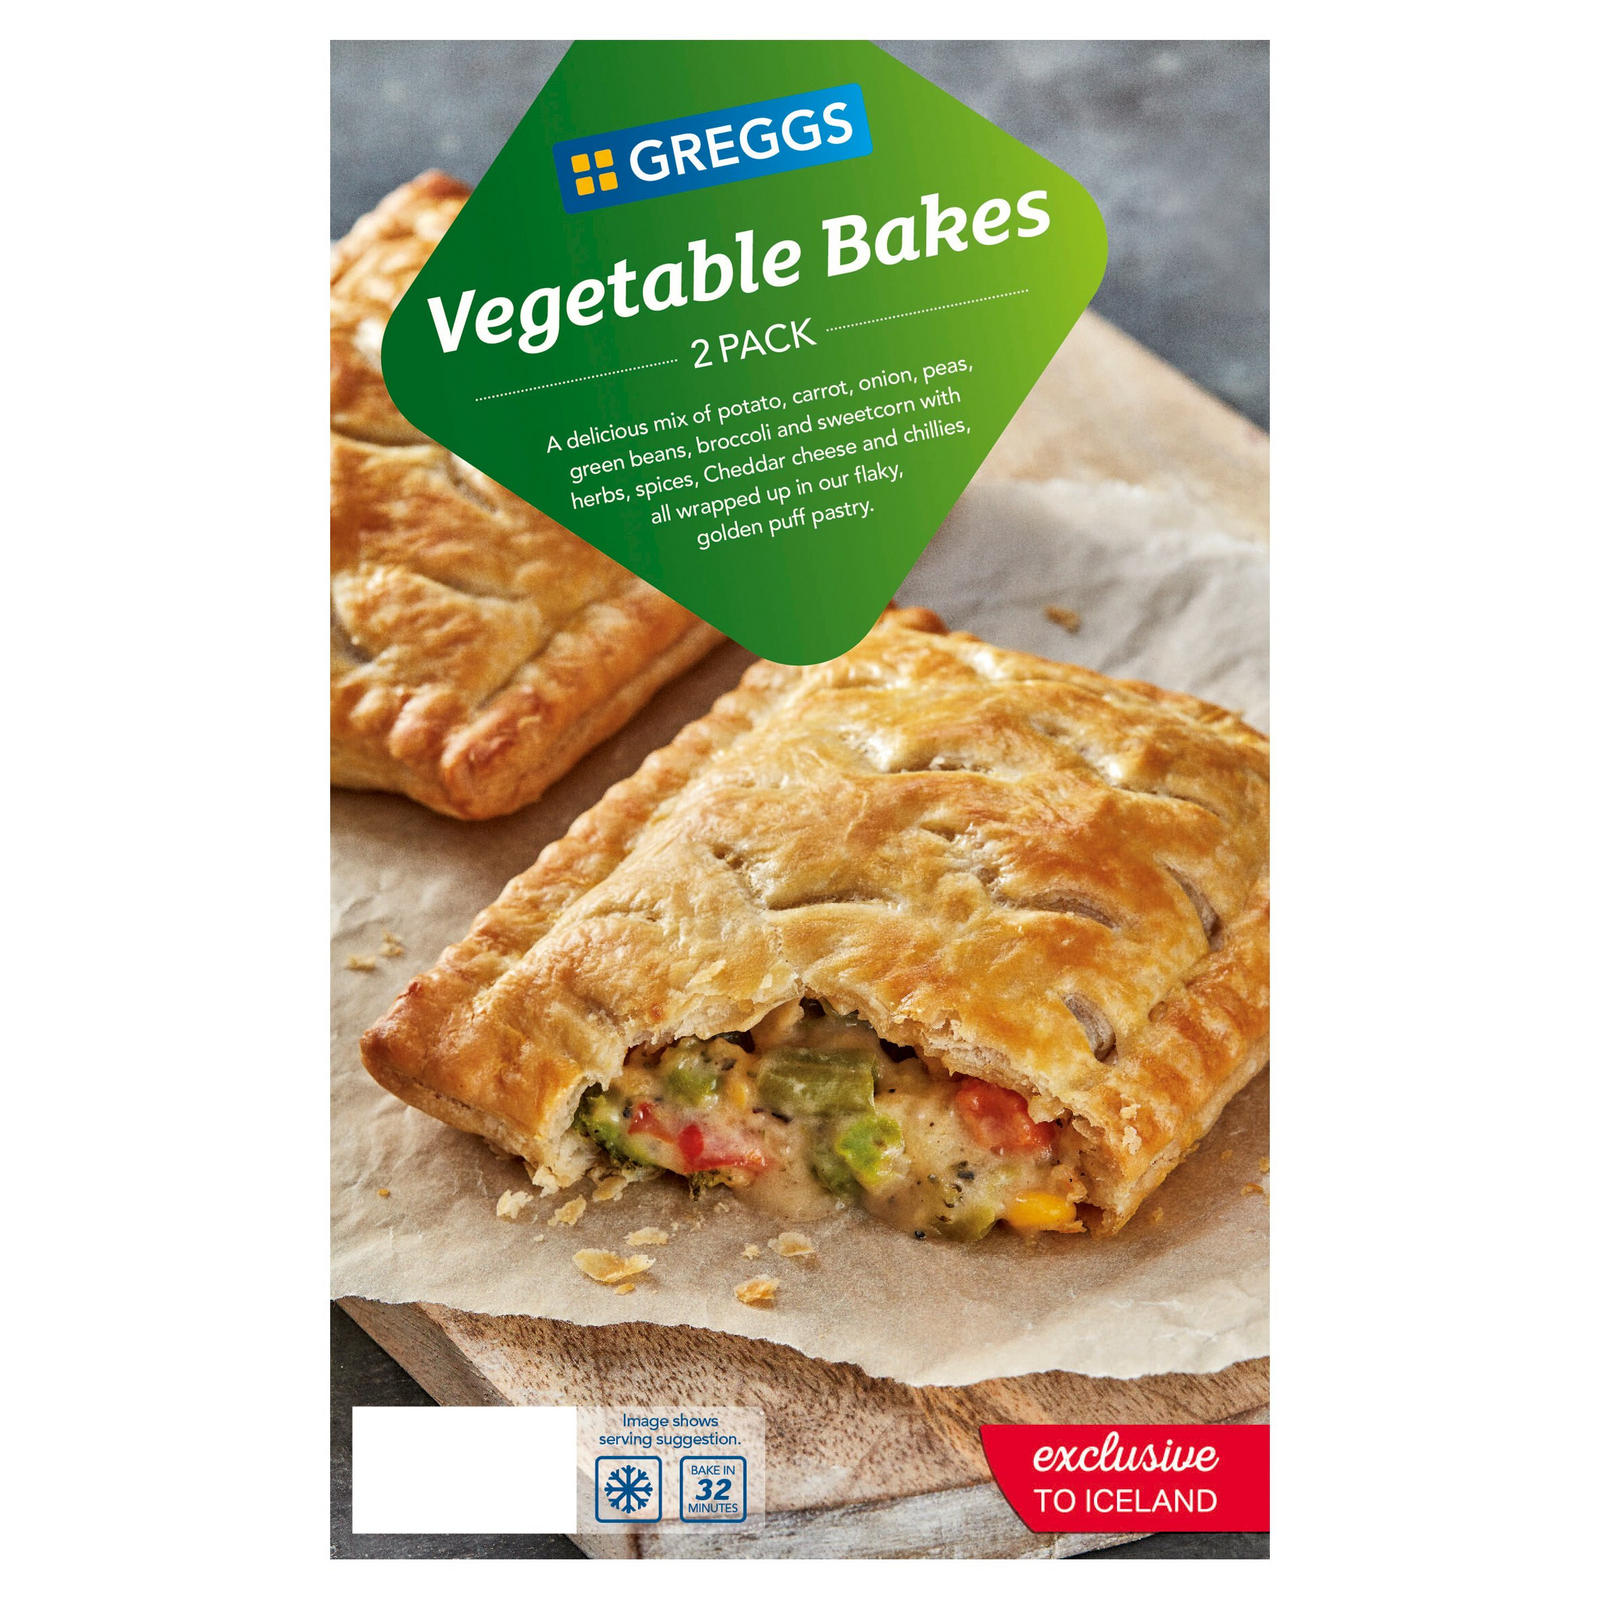 GREGGS
Vegetable Bakes
2 PACK
A delicious mix of potato, carrot, onion, peas,
green beans, broccoli and sweetcorn with
herbs, spices, Cheddar cheese and chillies,
all wrapped up in our flaky,
golden puff pastry.
Image shows
serving suggestion.
BAKE IN
32
MINUTES
exclusive
TO ICELAND